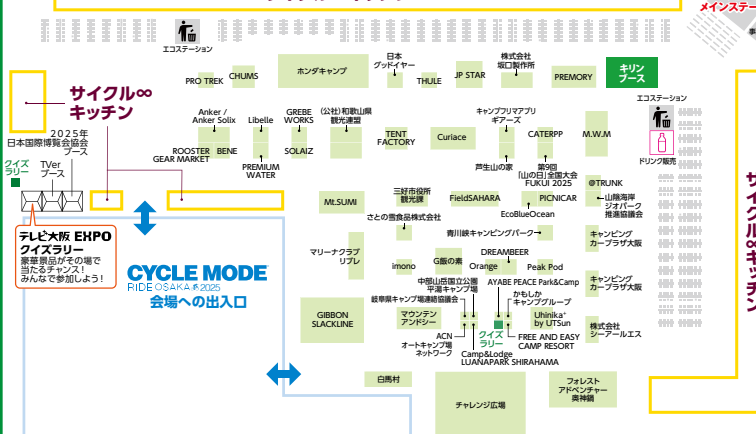 メインステー
エコステーション
PRO TREK
CHUMS
ホンダキャンプ
日本
グッドイヤー
THULE
JP STAR
株式会社
坂口製作所
PREMORY
キリン
ブース
サイクル∞
キッチン
エコステーション
ドリンク販売
2025年
日本国際博覧会協会
ブース
クイズ
ラリー
TVer
ブース
Anker /
Anker Solix
Libelle
GREBE
WORKS
(公社)和歌山県
観光連盟
ROOSTER
GEAR MARKET
BENE
SOLAIZ
PREMIUM
WATER
TENT
FACTORY
Curiace
キャンプフリマアプリ
ギアーズ
CATERPP
M.W.M
芦生山の家
第9回
「山の日」全国大会
FUKUI 2025
テレビ大阪 EXPO
クイズラリー
豪華景品がその場で
当たるチャンス!
みんなで参加しよう!
Mt.SUMI
三好市役所
観光課
FieldSAHARA
PICNICAR
EcoBlueOcean
@TRUNK
山陰海岸
ジオパーク
推進協議会
さとの雪食品株式会社
青川峡キャンピングパーク
キャンピング
カープラザ大阪
マリーナクラブ
リブレ
imono
G飯の素
DREAMBEER
Orange
Peak Pod
キャンピング
カープラザ大阪
CYCLE MODE
RIDE OSAKA 2025
会場への出入口
中部山岳国立公園
平湯キャンプ場
AYABE PEACE Park&Camp
岐阜県キャンプ場連絡協議会
かもしか
キャンプグループ
GIBBON
SLACKLINE
マウンテン
アンドシー
Uhinika+
by UTSun
株式会社
シーアールエス
ACN
オートキャンプ場
ネットワーク
クイズ
ラリー
FREE AND EASY
CAMP RESORT
Camp&Lodge
LUANAPARK SHIRAHAMA
白馬村
チャレンジ広場
フォレスト
アドベンチャー
奥神鍋
サイクル∞キッチン